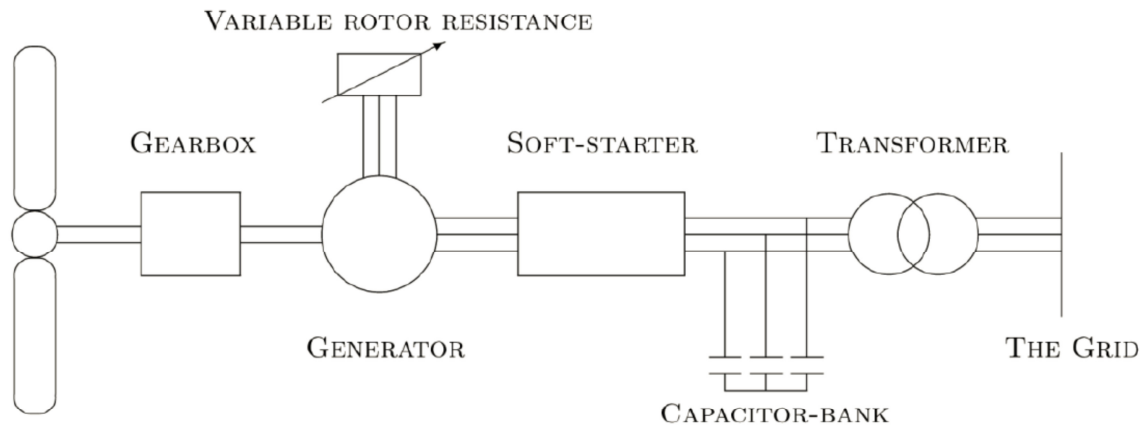 VARIABLE ROTOR RESISTANCE
GEARBOX
SOFT-STARTER
TRANSFORMER
GENERATOR
THE GRID
CAPACITOR-BANK